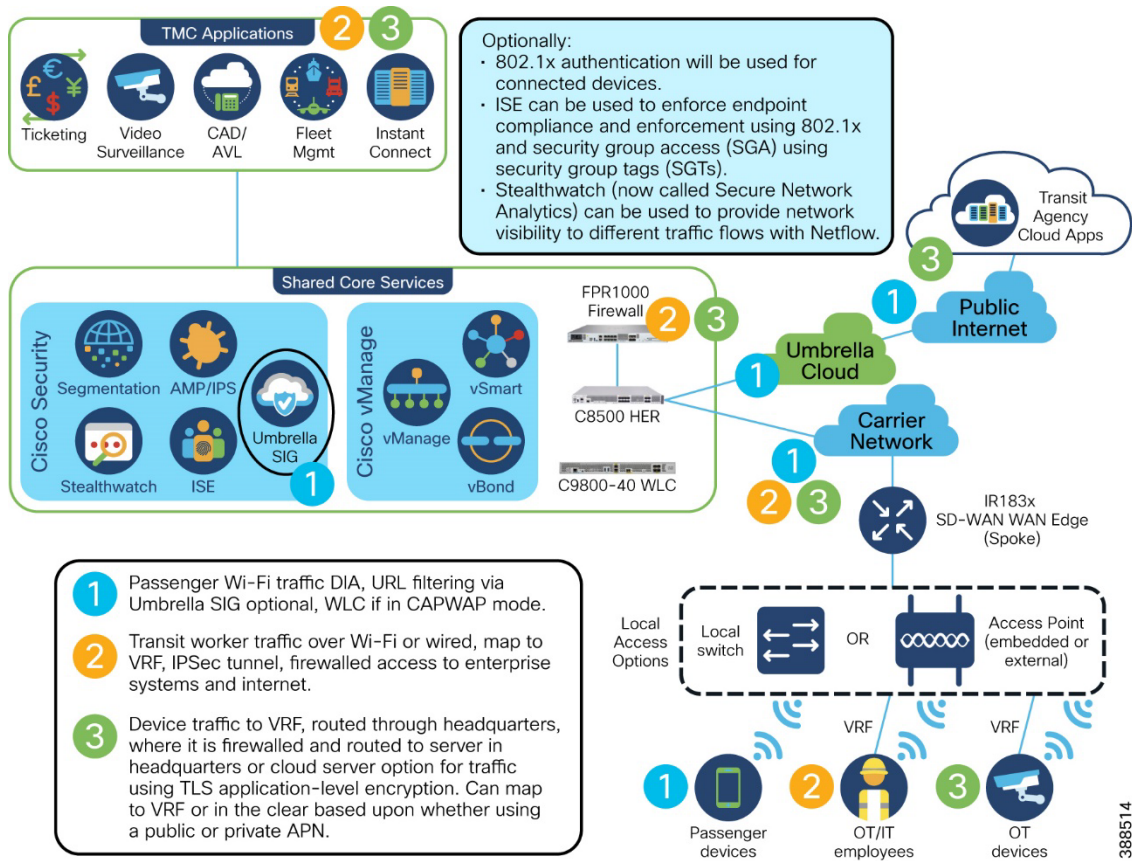 TMC Applications
2
3
Ticketing
Video
Surveillance
CAD/
AVL
Fleet
Mgmt
Instant
Connect
Optionally:
• 802.1x authentication will be used for
connected devices.
• ISE can be used to enforce endpoint
compliance and enforcement using 802.1x
and security group access (SGA) using
security group tags (SGTs).
• Stealthwatch (now called Secure Network
Analytics) can be used to provide network
visibility to different traffic flows with Netflow.
Transit
Agency
Cloud Apps
3
1
Public
Internet
Umbrella
Cloud
1
Carrier
Network
1
2
3
Shared Core Services
Cisco Security
Segmentation
AMP/IPS
Stealthwatch
ISE
Umbrella
SIG
1
Cisco vManage
vManage
vSmart
vBond
FPR1000
Firewall
2
3
C8500 HER
C9800-40 WLC
IR183x
SD-WAN WAN Edge
(Spoke)
1
Passenger Wi-Fi traffic DIA, URL filtering via
Umbrella SIG optional, WLC if in CAPWAP mode.
2
Transit worker traffic over Wi-Fi or wired, map to
VRF, IPSec tunnel, firewalled access to enterprise
systems and internet.
3
Device traffic to VRF, routed through headquarters,
where it is firewalled and routed to server in
headquarters or cloud server option for traffic
using TLS application-level encryption. Can map
to VRF or in the clear based upon whether using
a public or private APN.
Local
Access
Options
Local
switch
OR
Access Point
(embedded or
external)
VRF
VRF
1
Passenger
devices
2
OT/IT
employees
3
OT
devices
388514